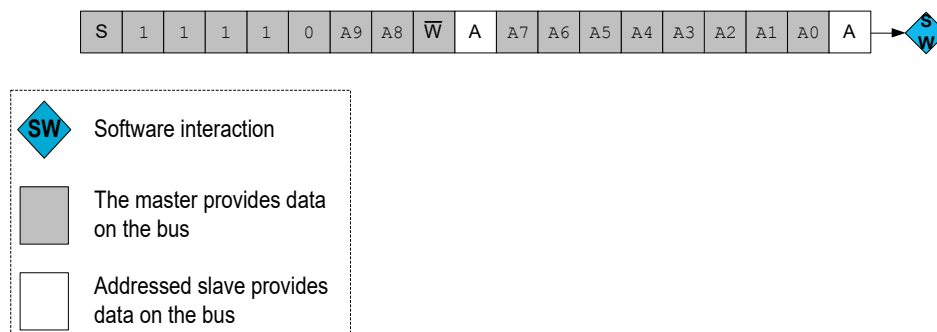 S 1 1 1 1 0 A9 A8 W̅ A A7 A6 A5 A4 A3 A2 A1 A0 A S W
SW Software interaction
The master provides data
on the bus
Addressed slave provides
data on the bus